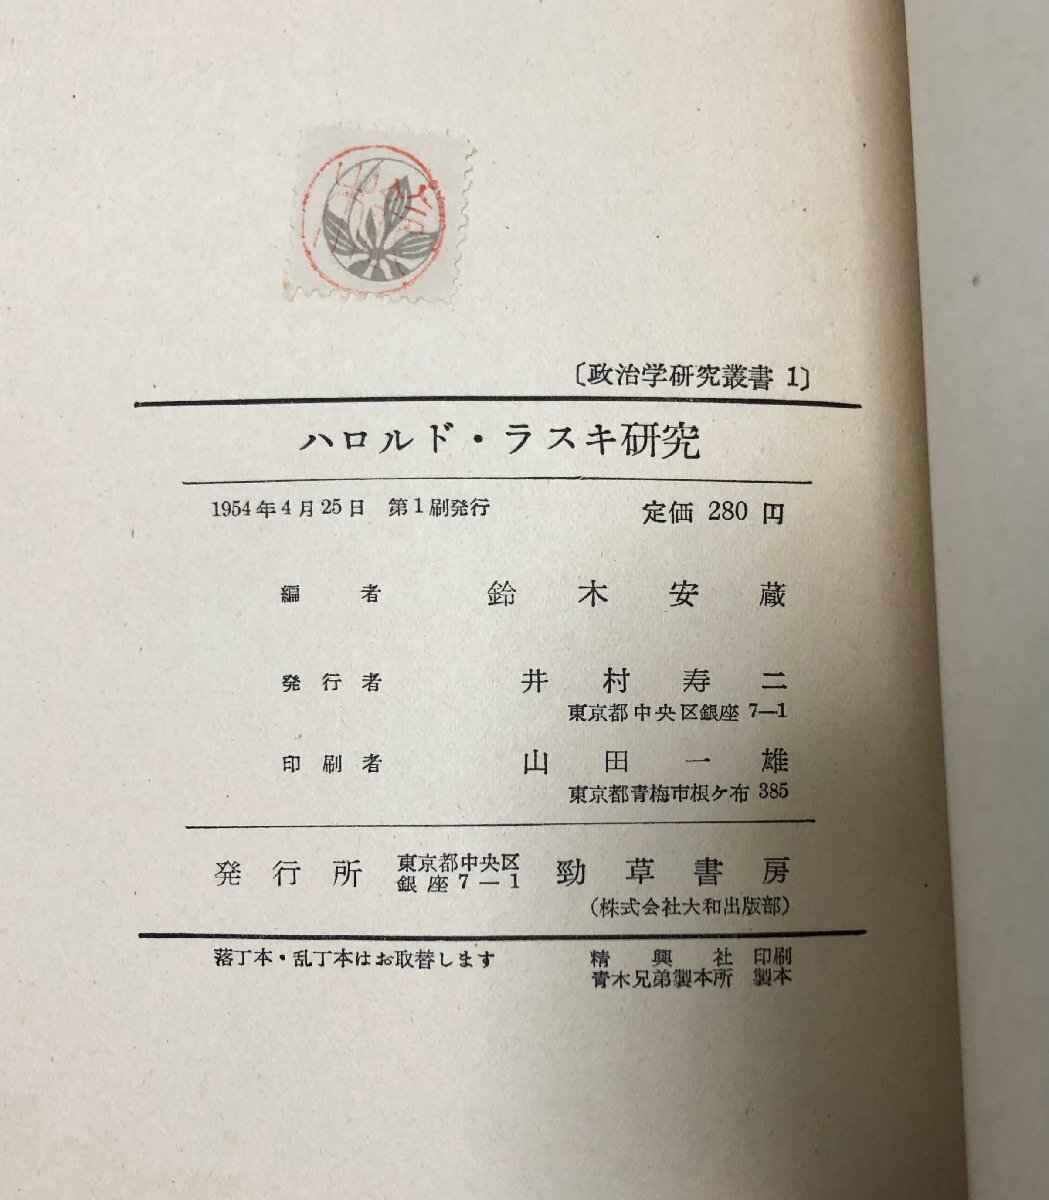 〔政治学研究叢書 1〕
ハロルド・ラスキ研究
1954年4月25日 第1刷発行 定価 280 円
編者 鈴木安蔵
発行者 井村寿二
東京都中央区銀座 7—1
印刷者 山田一雄
東京都青梅市根ケ布 385
発行所 東京都中央区銀座7—1 勁草書房
(株式会社大和出版部)
落丁本・乱丁本はお取替します 精興社 印刷
青木兄弟製本所 製本